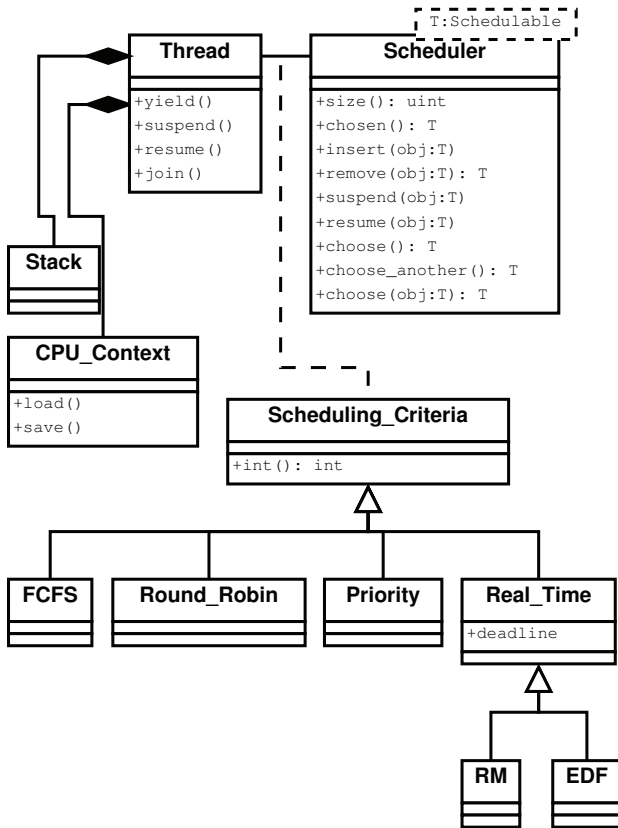 T:Schedulable
Thread
+yield()
+suspend()
+resume()
+join()
Scheduler
+size(): uint
+chosen(): T
+insert(obj:T)
+remove(obj:T): T
+suspend(obj:T)
+resume(obj:T)
+choose(): T
+choose_another(): T
+choose(obj:T): T
Stack
CPU_Context
+load()
+save()
Scheduling_Criteria
+int(): int
FCFS
Round_Robin
Priority
Real_Time
+deadline
RM
EDF